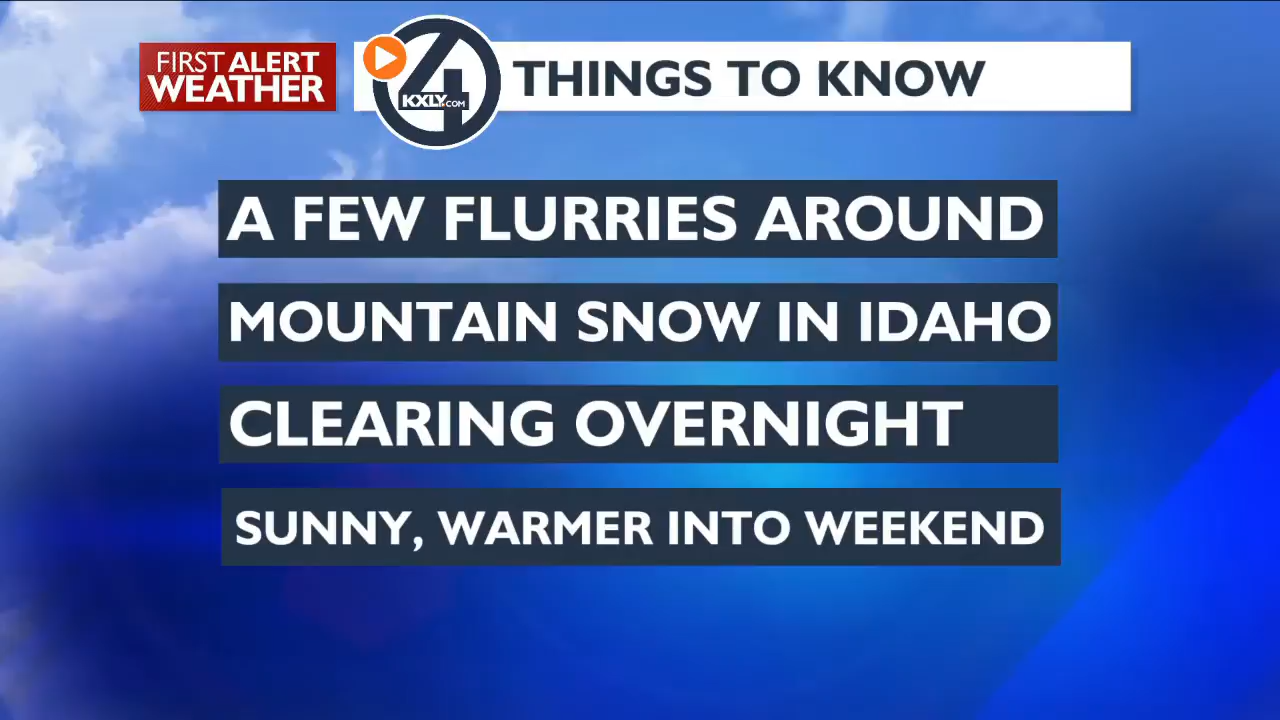 FIRST ALERT
WEATHER
4 THINGS TO KNOW
KXLY.COM
A FEW FLURRIES AROUND
MOUNTAIN SNOW IN IDAHO
CLEARING OVERNIGHT
SUNNY, WARMER INTO WEEKEND